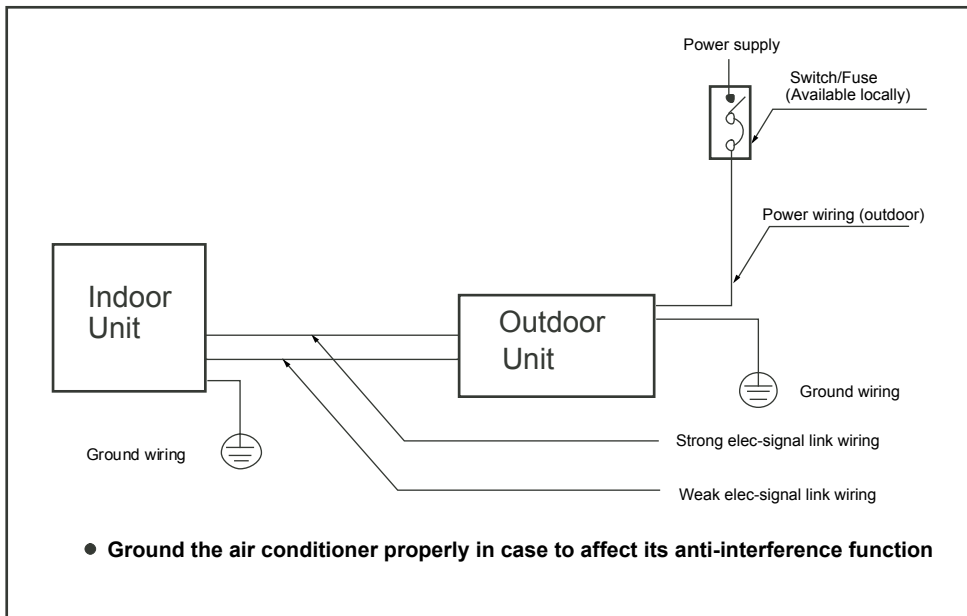 Power supply
Switch/Fuse
(Available locally)
Power wiring (outdoor)
Indoor
Unit
Outdoor
Unit
Ground wiring
Ground wiring
Strong elec-signal link wiring
Weak elec-signal link wiring
● Ground the air conditioner properly in case to affect its anti-interference function